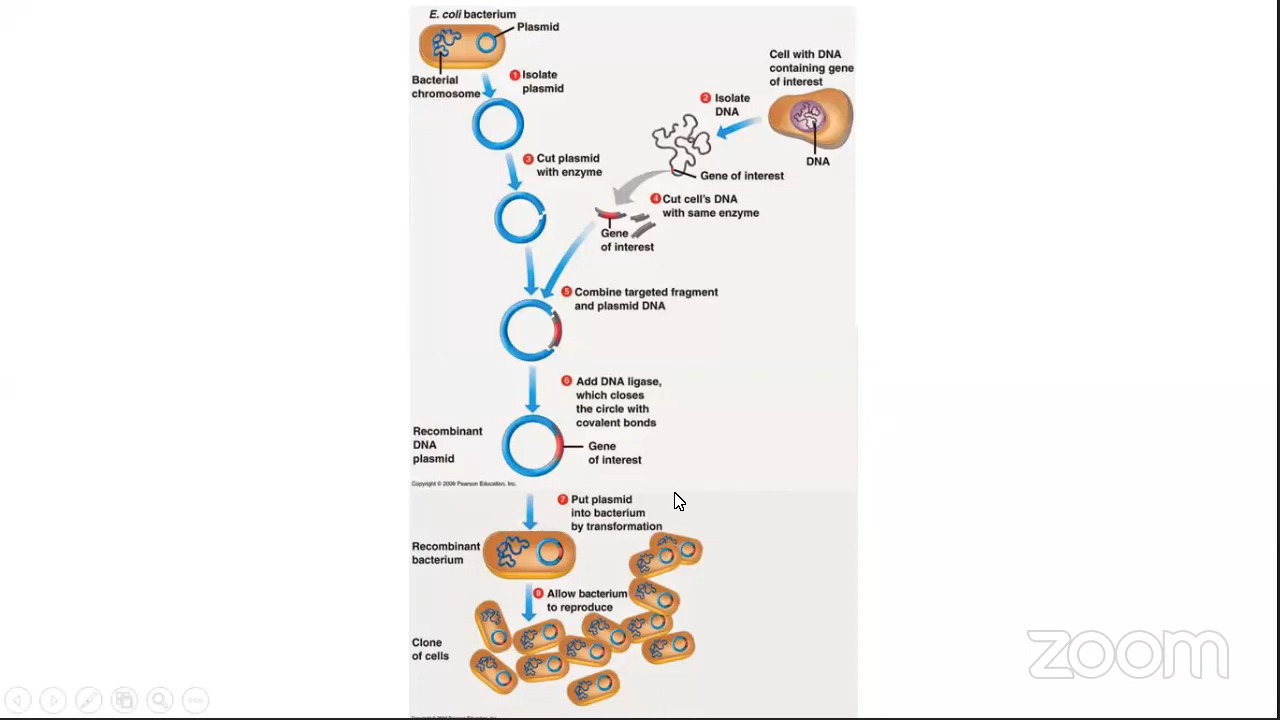 E. coli bacterium
Plasmid
Bacterial
chromosome
1 Isolate
plasmid
Cell with DNA
containing gene
of interest
2 Isolate
DNA
DNA
3 Cut plasmid
with enzyme
Gene of interest
4 Cut cell's DNA
with same enzyme
Gene
of interest
5 Combine targeted fragment
and plasmid DNA
6 Add DNA ligase,
which closes
the circle with
covalent bonds
Recombinant
DNA
plasmid
Gene
of interest
Copyright © 2009 Pearson Education, Inc.
7 Put plasmid
into bacterium
by transformation
Recombinant
bacterium
8 Allow bacterium
to reproduce
Clone
of cells
zoom